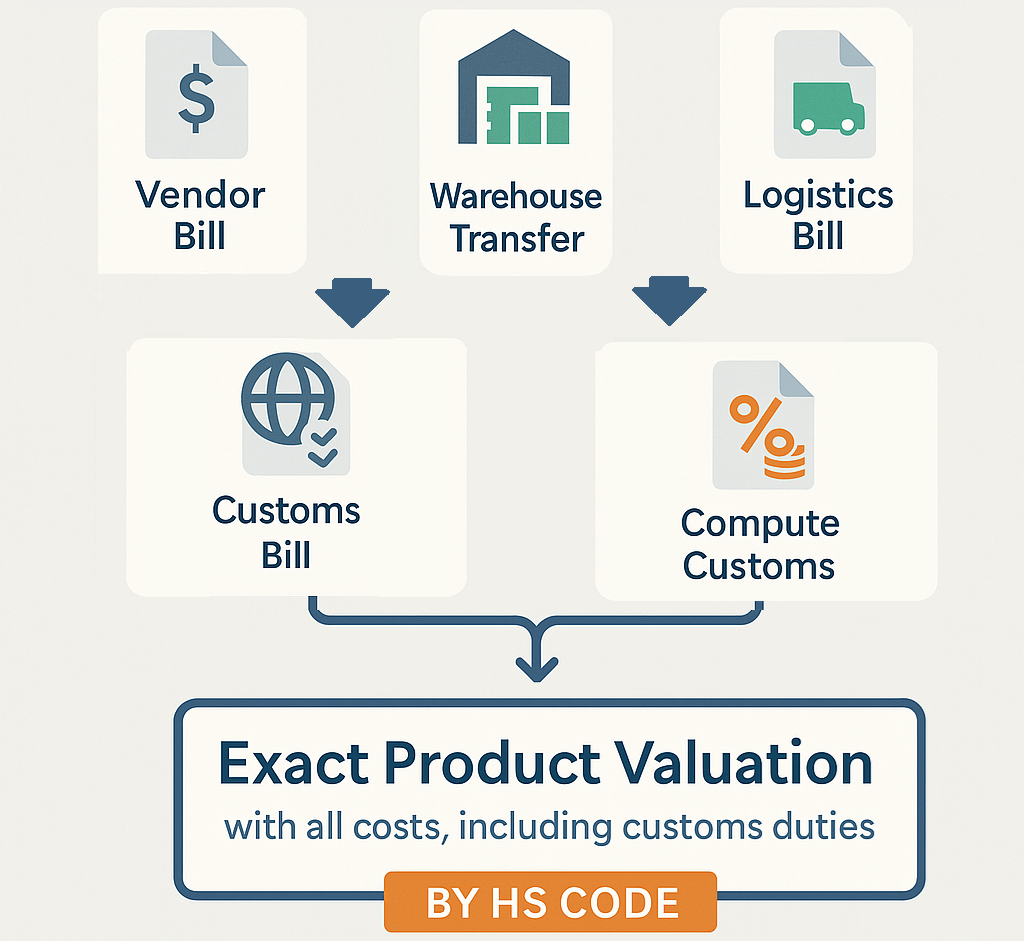 $
Vendor
Bill
Warehouse
Transfer
Logistics
Bill
Customs
Bill
%
Compute
Customs
Exact Product Valuation
with all costs, including customs duties
BY HS CODE